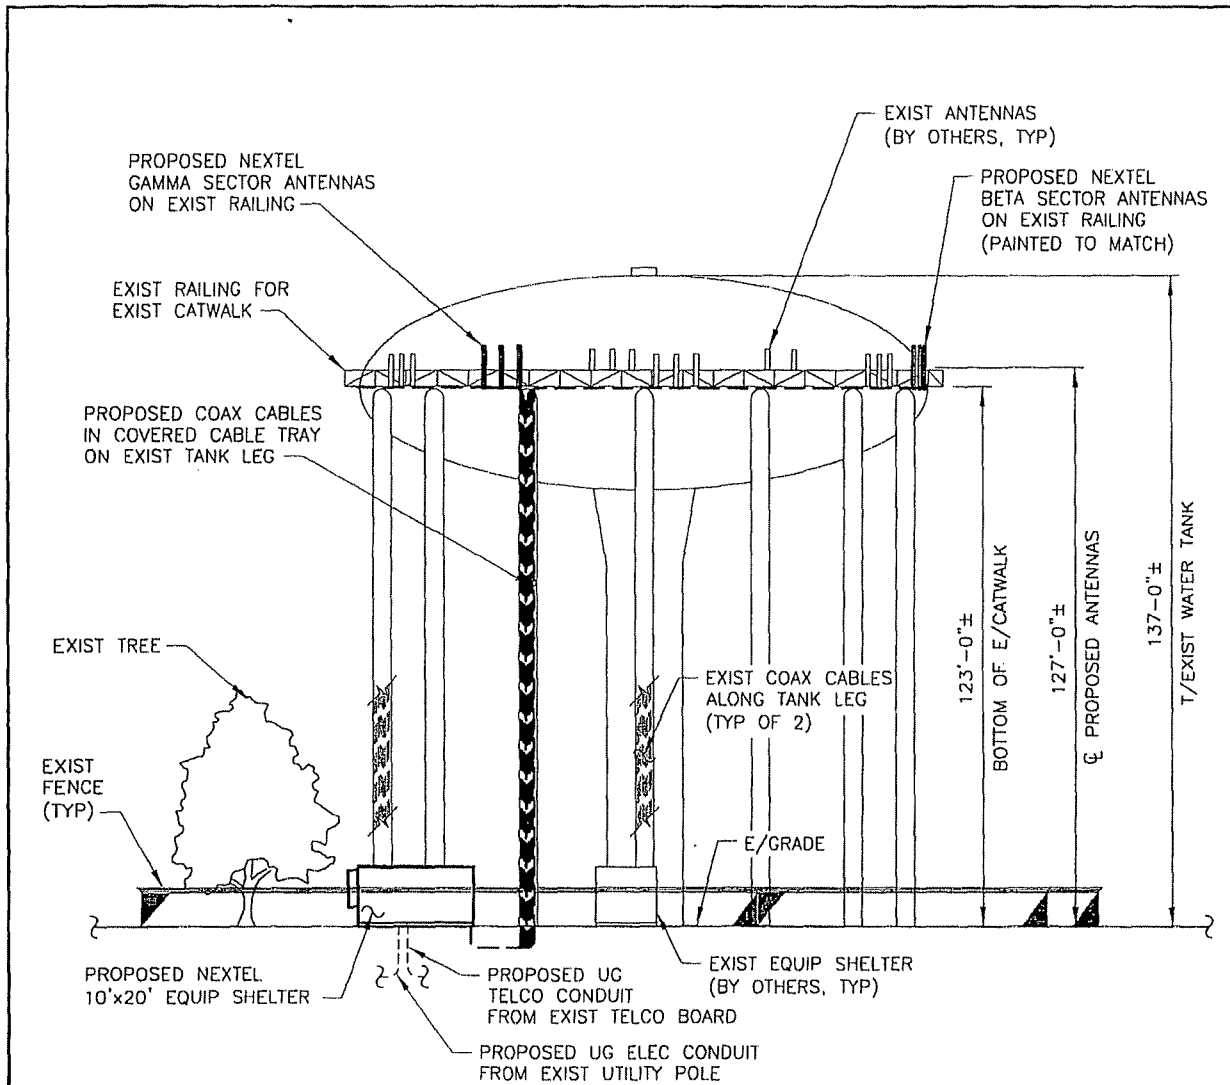 EXIST ANTENNAS
(BY OTHERS, TYP)
PROPOSED NEXTEL
GAMMA SECTOR ANTENNAS
ON EXIST RAILING
PROPOSED NEXTEL
BETA SECTOR ANTENNAS
ON EXIST RAILING
(PAINTED TO MATCH)
EXIST RAILING FOR
EXIST CATWALK
PROPOSED COAX CABLES
IN COVERED CABLE TRAY
ON EXIST TANK LEG
123'-0"±
BOTTOM OF E/CATWALK
127'-0"±
℄ PROPOSED ANTENNAS
137-0"±
T/EXIST WATER TANK
EXIST TREE
EXIST COAX CABLES
ALONG TANK LEG
(TYP OF 2)
EXIST
FENCE
(TYP)
E/GRADE
PROPOSED NEXTEL
10'x20' EQUIP SHELTER
PROPOSED UG
TELCO CONDUIT
FROM EXIST TELCO BOARD
EXIST EQUIP SHELTER
(BY OTHERS, TYP)
PROPOSED UG ELEC CONDUIT
FROM EXIST UTILITY POLE